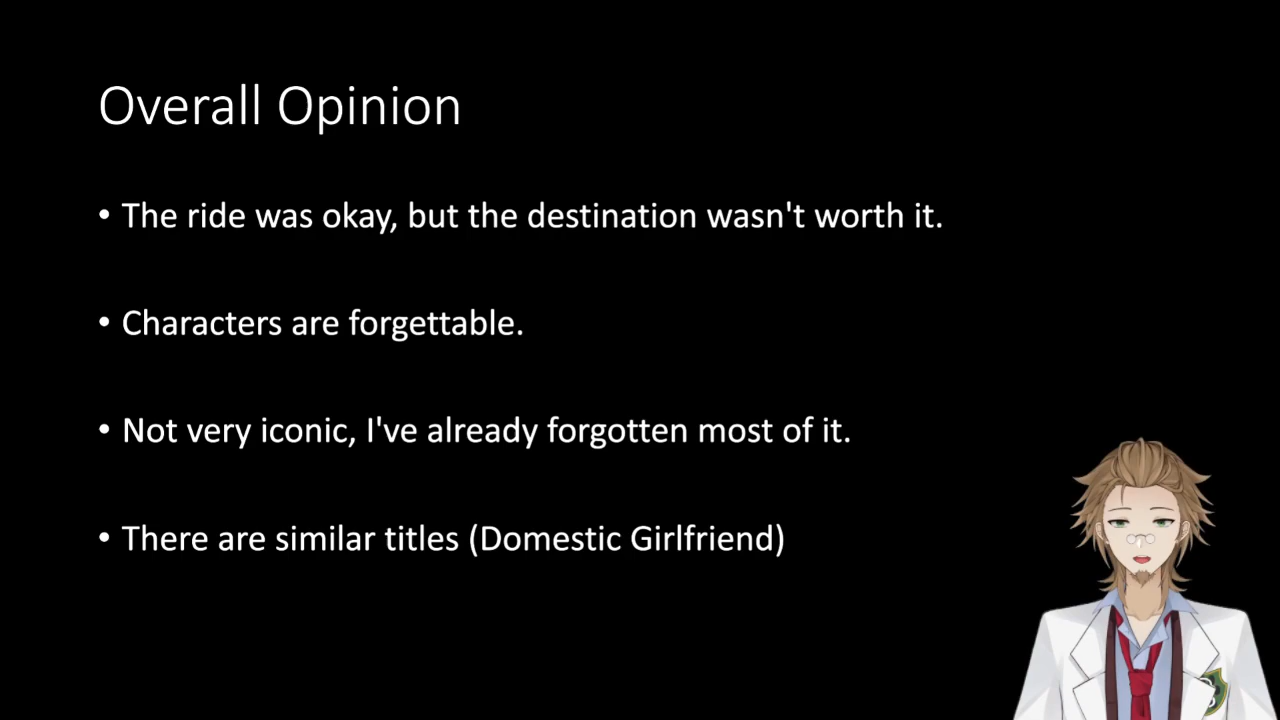 Overall Opinion
• The ride was okay, but the destination wasn't worth it.
• Characters are forgettable.
• Not very iconic, I've already forgotten most of it.
• There are similar titles (Domestic Girlfriend)